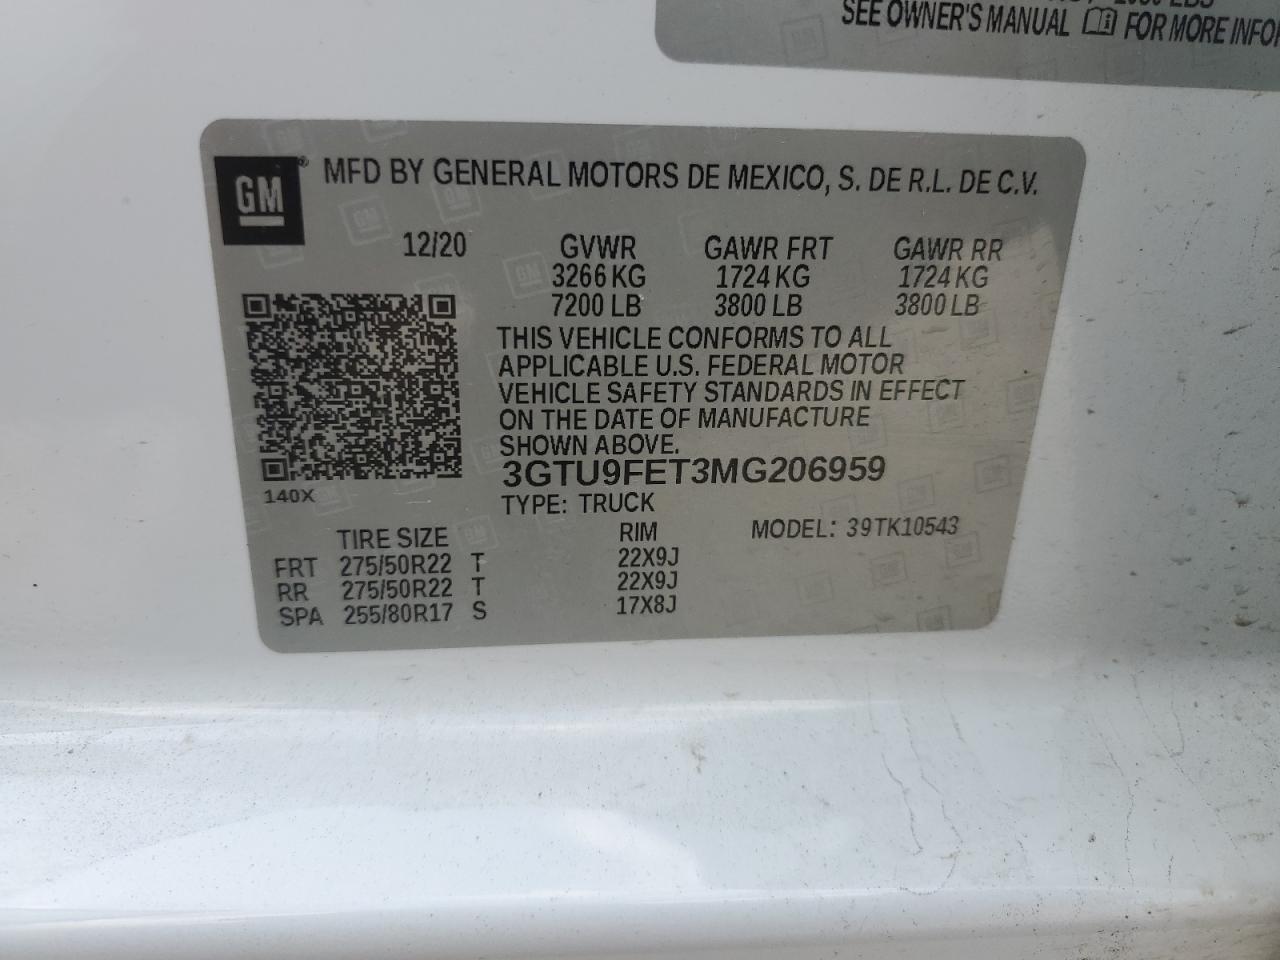 SEE OWNER'S MANUAL FOR MORE
GM
MFD BY GENERAL MOTORS DE MEXICO, S. DE R.L. DE C.V.
12/20 GVWR GAWR FRT GAWR RR
3266 KG 1724 KG 1724 KG
7200 LB 3800 LB 3800 LB
THIS VEHICLE CONFORMS TO ALL
APPLICABLE U.S. FEDERAL MOTOR
VEHICLE SAFETY STANDARDS IN EFFECT
ON THE DATE OF MANUFACTURE
SHOWN ABOVE.
3GTU9FET3MG206959
140X
TYPE: TRUCK
TIRE SIZE RIM MODEL: 39TK10543
FRT 275/50R22 T 22X9J
RR 275/50R22 T 22X9J
SPA 255/80R17 S 17X8J